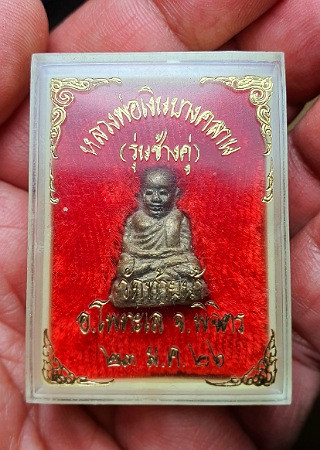 หลวงพ่อเงินบางคลาน
(รุ่นช้างคู่)
อ.โพทะเล จ.พิจิตร
๒๓ ม.ค. ๒๖